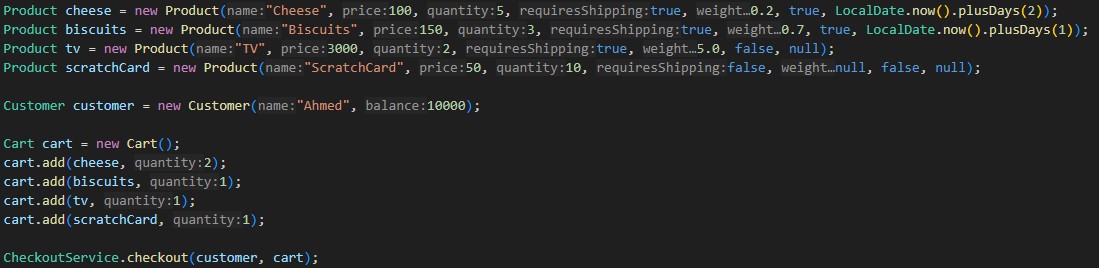 Product cheese = new Product(name:"Cheese", price:100, quantity:5, requiresShipping:true, weight…0.2, true, LocalDate.now().plusDays(2));
Product biscuits = new Product(name:"Biscuits", price:150, quantity:3, requiresShipping:true, weight…0.7, true, LocalDate.now().plusDays(1));
Product tv = new Product(name:"TV", price:3000, quantity:2, requiresShipping:true, weight…5.0, false, null);
Product scratchCard = new Product(name:"ScratchCard", price:50, quantity:10, requiresShipping:false, weight…null, false, null);
Customer customer = new Customer(name:"Ahmed", balance:10000);
Cart cart = new Cart();
cart.add(cheese, quantity:2);
cart.add(biscuits, quantity:1);
cart.add(tv, quantity:1);
cart.add(scratchCard, quantity:1);
CheckoutService.checkout(customer, cart);